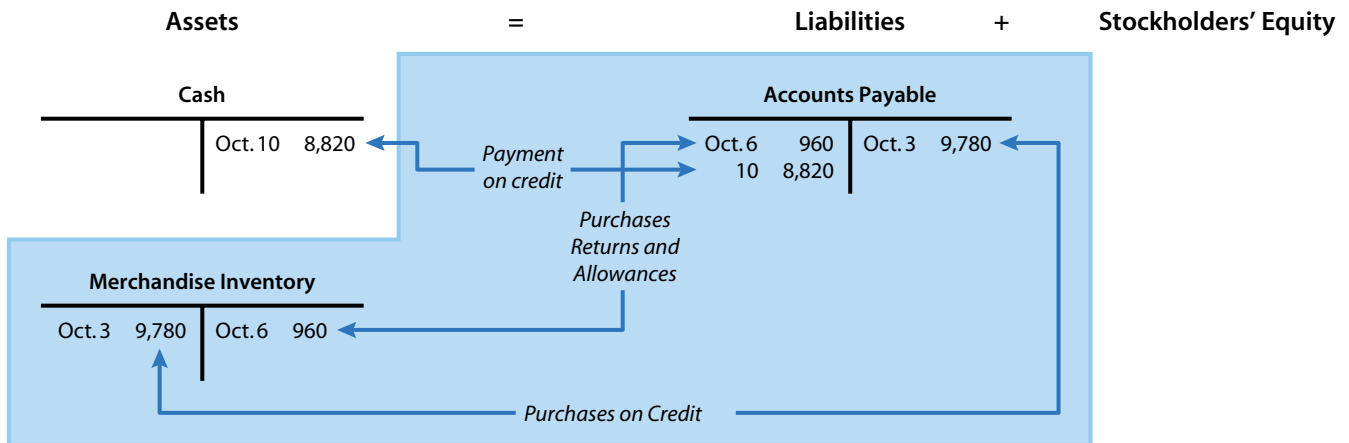 Assets = Liabilities + Stockholders’ Equity
Cash
Oct. 10 8,820
Payment
on credit
Accounts Payable
Oct. 6 960 Oct. 3 9,780
10 8,820
Purchases
Returns and
Allowances
Merchandise Inventory
Oct. 3 9,780 Oct. 6 960
Purchases on Credit